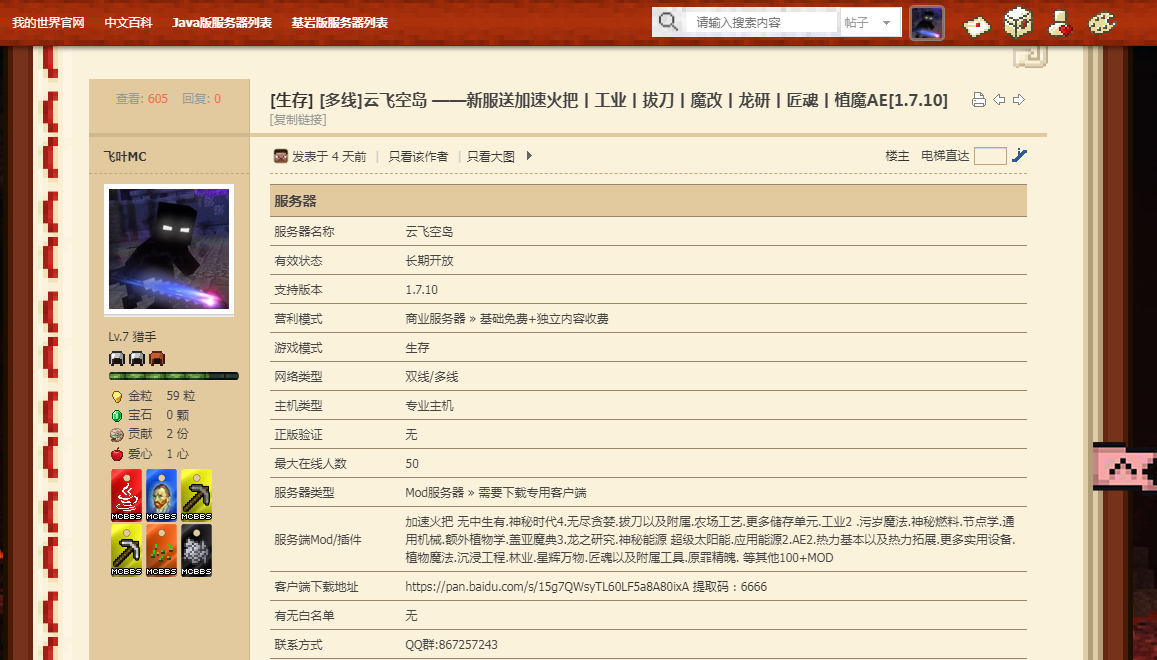 我的世界官网 中文百科 Java版服务器列表 基岩版服务器列表 请输入搜索内容 帖子
查看: 605 回复: 0
[生存] [多线]云飞空岛 ——新服送加速火把丨工业丨拔刀丨魔改丨龙研丨匠魂丨植魔AE[1.7.10]
[复制链接]
飞叶MC
发表于 4 天前 | 只看该作者 | 只看大图
楼主 电梯直达
Lv.7 猎手
金粒 59 粒
宝石 0 颗
贡献 2 份
爱心 1 心
MCBBS MCBBS MCBBS
MCBBS MCBBS MCBBS
服务器
服务器名称 云飞空岛
有效状态 长期开放
支持版本 1.7.10
营利模式 商业服务器 » 基础免费+独立内容收费
游戏模式 生存
网络类型 双线/多线
主机类型 专业主机
正版验证 无
最大在线人数 50
服务器类型 Mod服务器 » 需要下载专用客户端
服务端Mod/插件
加速火把 无中生有.神秘时代4.无尽贪婪.拔刀以及附属.农场工艺.更多储存单元.工业2 .污岁魔法.神秘燃料.节点学.通
用机械.额外植物学.盖亚魔典3.龙之研究.神秘能源 超级大阳能.应用能源2.AE2.热力基本以及热力拓展.更多实用设备.
植物魔法.沉浸工程.林业.星辉万物.匠魂以及附属工具.原罪精魄. 等其他100+MOD
客户端下载地址 https://pan.baidu.com/s/15g7QWsyTL60LF5a8A80ixA 提取码：6666
有无白名单 无
联系方式 QQ群:867257243